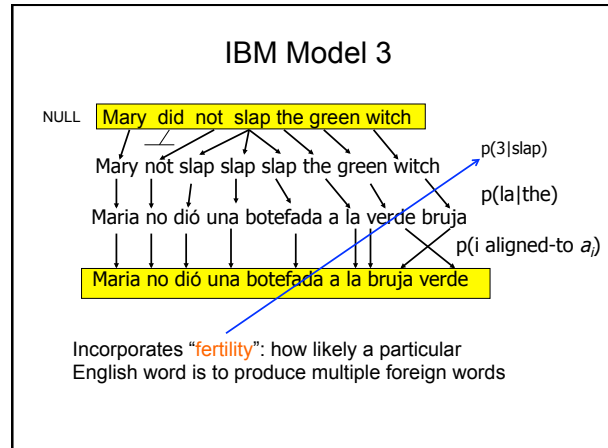 IBM Model 3
NULL Mary did not slap the green witch
p(3|slap)
Mary not slap slap slap the green witch
p(la|the)
Maria no dió una botefada a la verde bruja
p(i aligned-to ai)
Maria no dió una botefada a la bruja verde
Incorporates “fertility”: how likely a particular
English word is to produce multiple foreign words